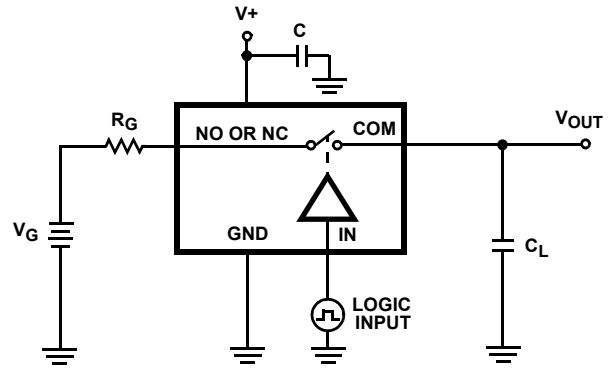 V+
C
RG
NO OR NC
COM
VOUT
VG
GND
IN
CL
LOGIC
INPUT